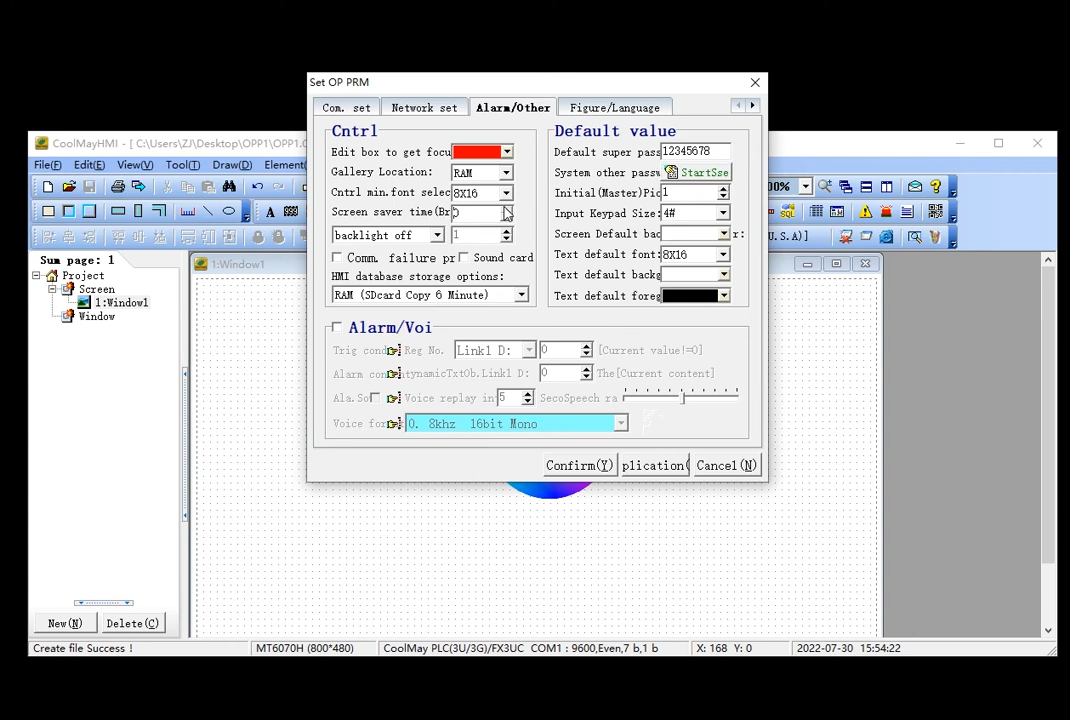 Set OP PRM
Com. set
Network set
Alarm/Other
Figure/Language
Cntrl
Edit box to get focu
Gallery Location:
RAM
Cntrl min.font selec
8X16
Screen saver time(Br
0
backlight off
1
Comm. failure pr
Sound card
HMI database storage options:
RAM (SDcard Copy 6 Minute)
Default value
Default super pass
12345678
System other passw
StartSse
Initial(Master)Pic
1
Input Keypad Size:
4#
Screen Default bac
r:
Text default font:
8X16
Text default backg
Text default foreg
Alarm/Voi
Trig cond
Reg No.
Link1 D:
0
[Current value!=0]
Alarm con
tynamicTxtOb.Link1 D:
0
The[Current content]
Ala.So
Voice replay in
5
SecoSpeech ra
Voice for
0. 8khz 16bit Mono
Confirm(Y)
plication(
Cancel(N)
CoolMayHMI - [ C:\Users\ZJ\Desktop\OPP1\OPP1.
File(F) Edit(E) View(V) Tool(T) Draw(D) Element
00%
SQL
U.S.A)]
Sum page: 1
Project
Screen
1:Window1
Window
1:Window1
New(N)
Delete(C)
Create file Success !
MT6070H (800*480)
CoolMay PLC(3U/3G)/FX3UC COM1 : 9600,Even,7 b,1 b
X: 168 Y: 0
2022-07-30 15:54:22